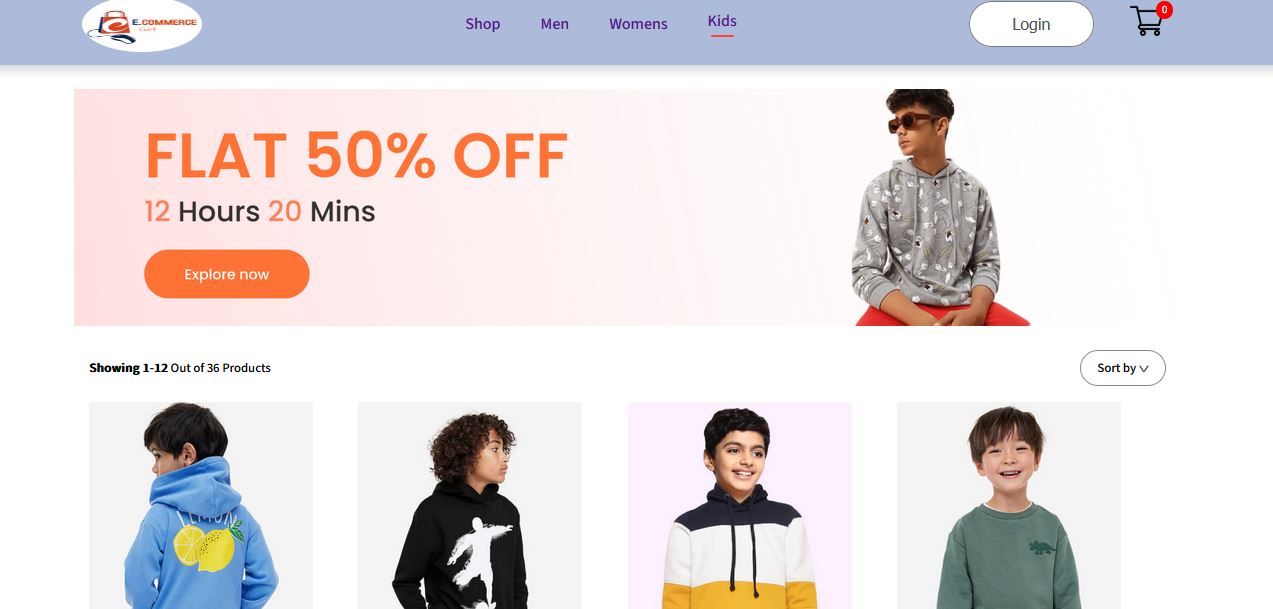 E.COMMERCE
Gel
Shop
Men
Womens
Kids
Login
0
FLAT 50% OFF
12 Hours 20 Mins
Explore now
Showing 1-12 Out of 36 Products
Sort by